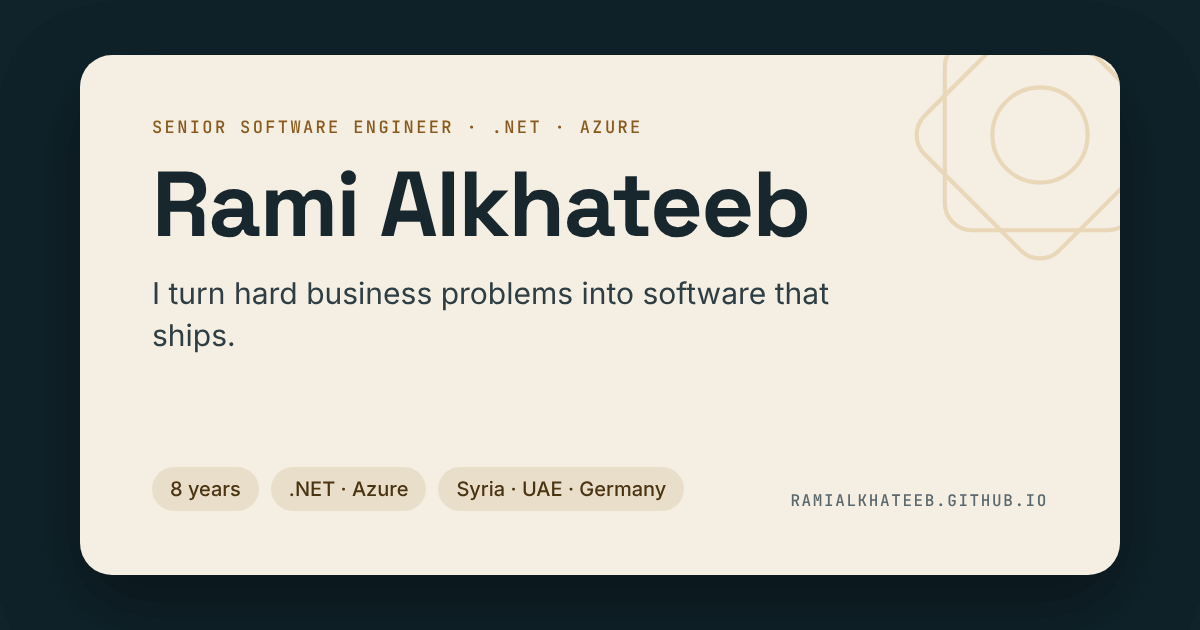 SENIOR SOFTWARE ENGINEER · .NET · AZURE
Rami Alkhateeb
I turn hard business problems into software that
ships.
8 years
.NET · Azure
Syria · UAE · Germany
RAMIALKHATEEB.GITHUB.IO